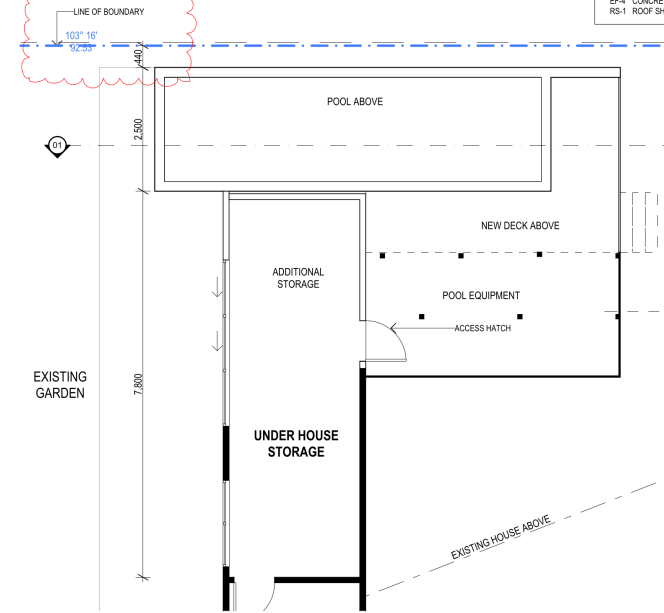 EF-4 CONCRE
RS-1 ROOF SH
LINE OF BOUNDARY
103° 16'
92.53
440
POOL ABOVE
2,500
01
NEW DECK ABOVE
ADDITIONAL
STORAGE
POOL EQUIPMENT
ACCESS HATCH
EXISTING
GARDEN
7,800
UNDER HOUSE
STORAGE
EXISTING HOUSE ABOVE